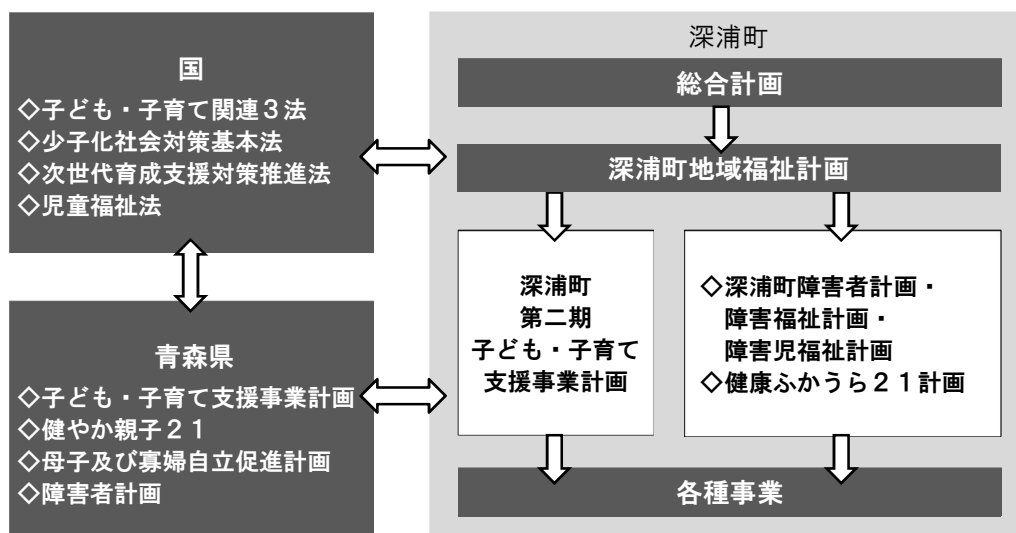 国
◇子ども・子育て関連３法
◇少子化社会対策基本法
◇次世代育成支援対策推進法
◇児童福祉法
青森県
◇子ども・子育て支援事業計画
◇健やか親子２１
◇母子及び寡婦自立促進計画
◇障害者計画
深浦町
総合計画
深浦町地域福祉計画
深浦町
第二期
子ども・子育て
支援事業計画
◇深浦町障害者計画・
障害福祉計画・
障害児福祉計画
◇健康ふかうら２１計画
各種事業